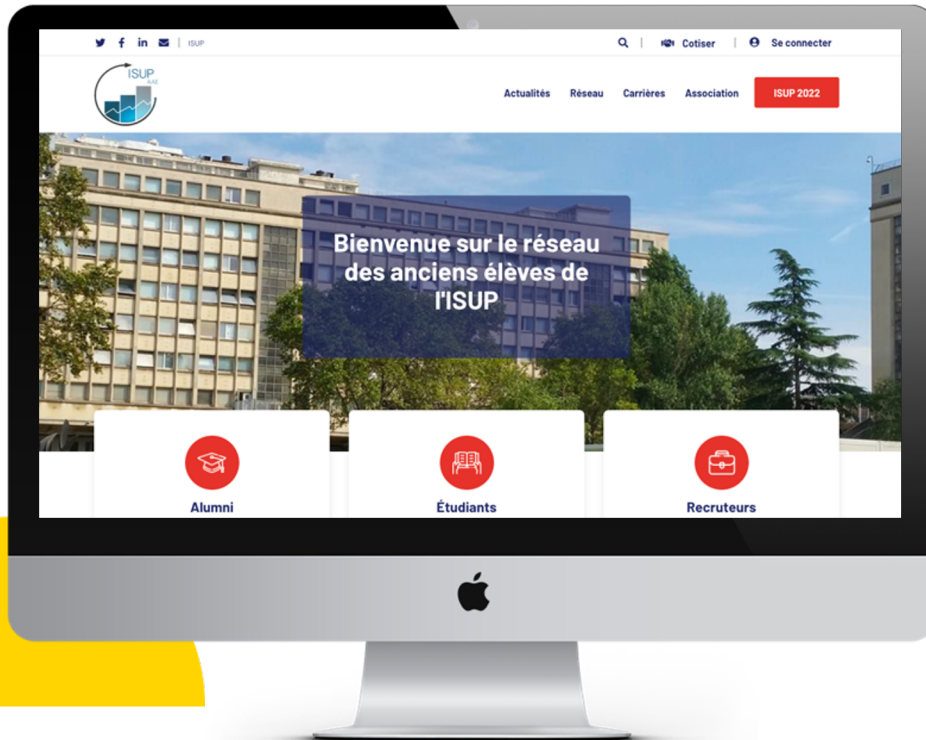 ISUP
Cotiser
Se connecter
ISUP
AAE
Actualités
Réseau
Carrières
Association
ISUP 2022
Bienvenue sur le réseau
des anciens élèves de
l'ISUP
Alumni
Étudiants
Recruteurs